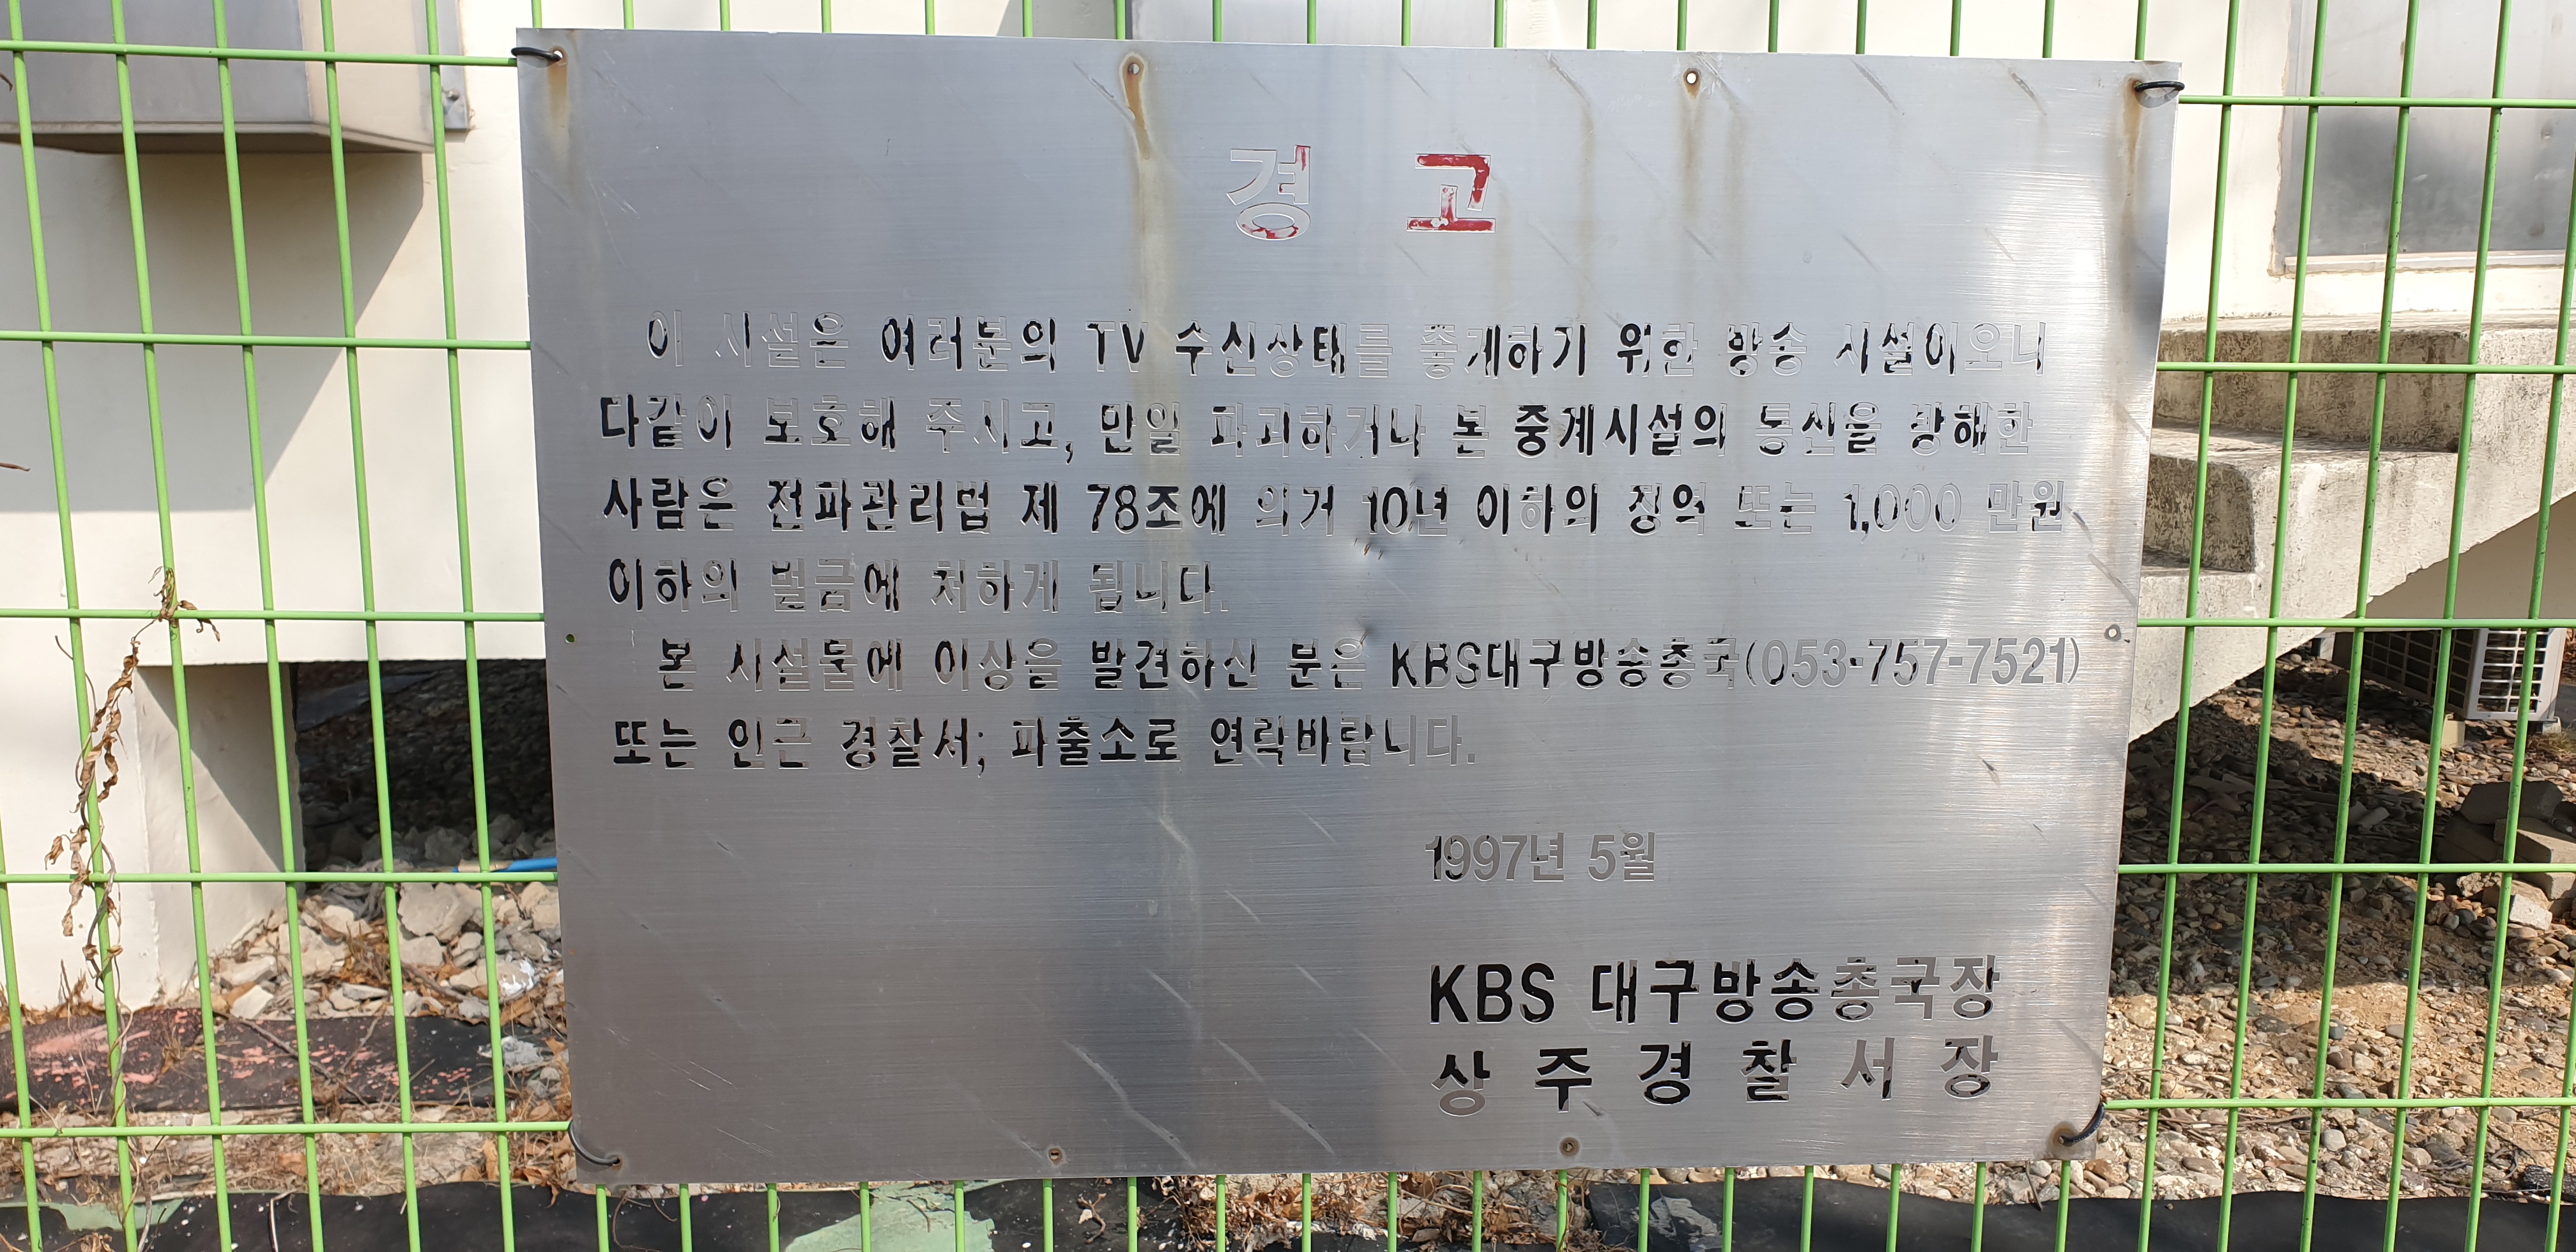 경 고
이 시설은 여러분의 TV 수신상태를 좋게하기 위한 방송 시설이오니
다같이 보호해 주시고, 만일 파괴하거나 본 중계시설의 통신을 방해한
사람은 전파관리법 제 78조에 의거 10년 이하의 징역 또는 1,000 만원
이하의 벌금에 처하게 됩니다.
본 시설물에 이상을 발견하신 분은 KBS대구방송총국(053-757-7521)
또는 인근 경찰서; 파출소로 연락바랍니다.
1997년 5월
KBS 대구방송총국장
상 주 경 찰 서 장